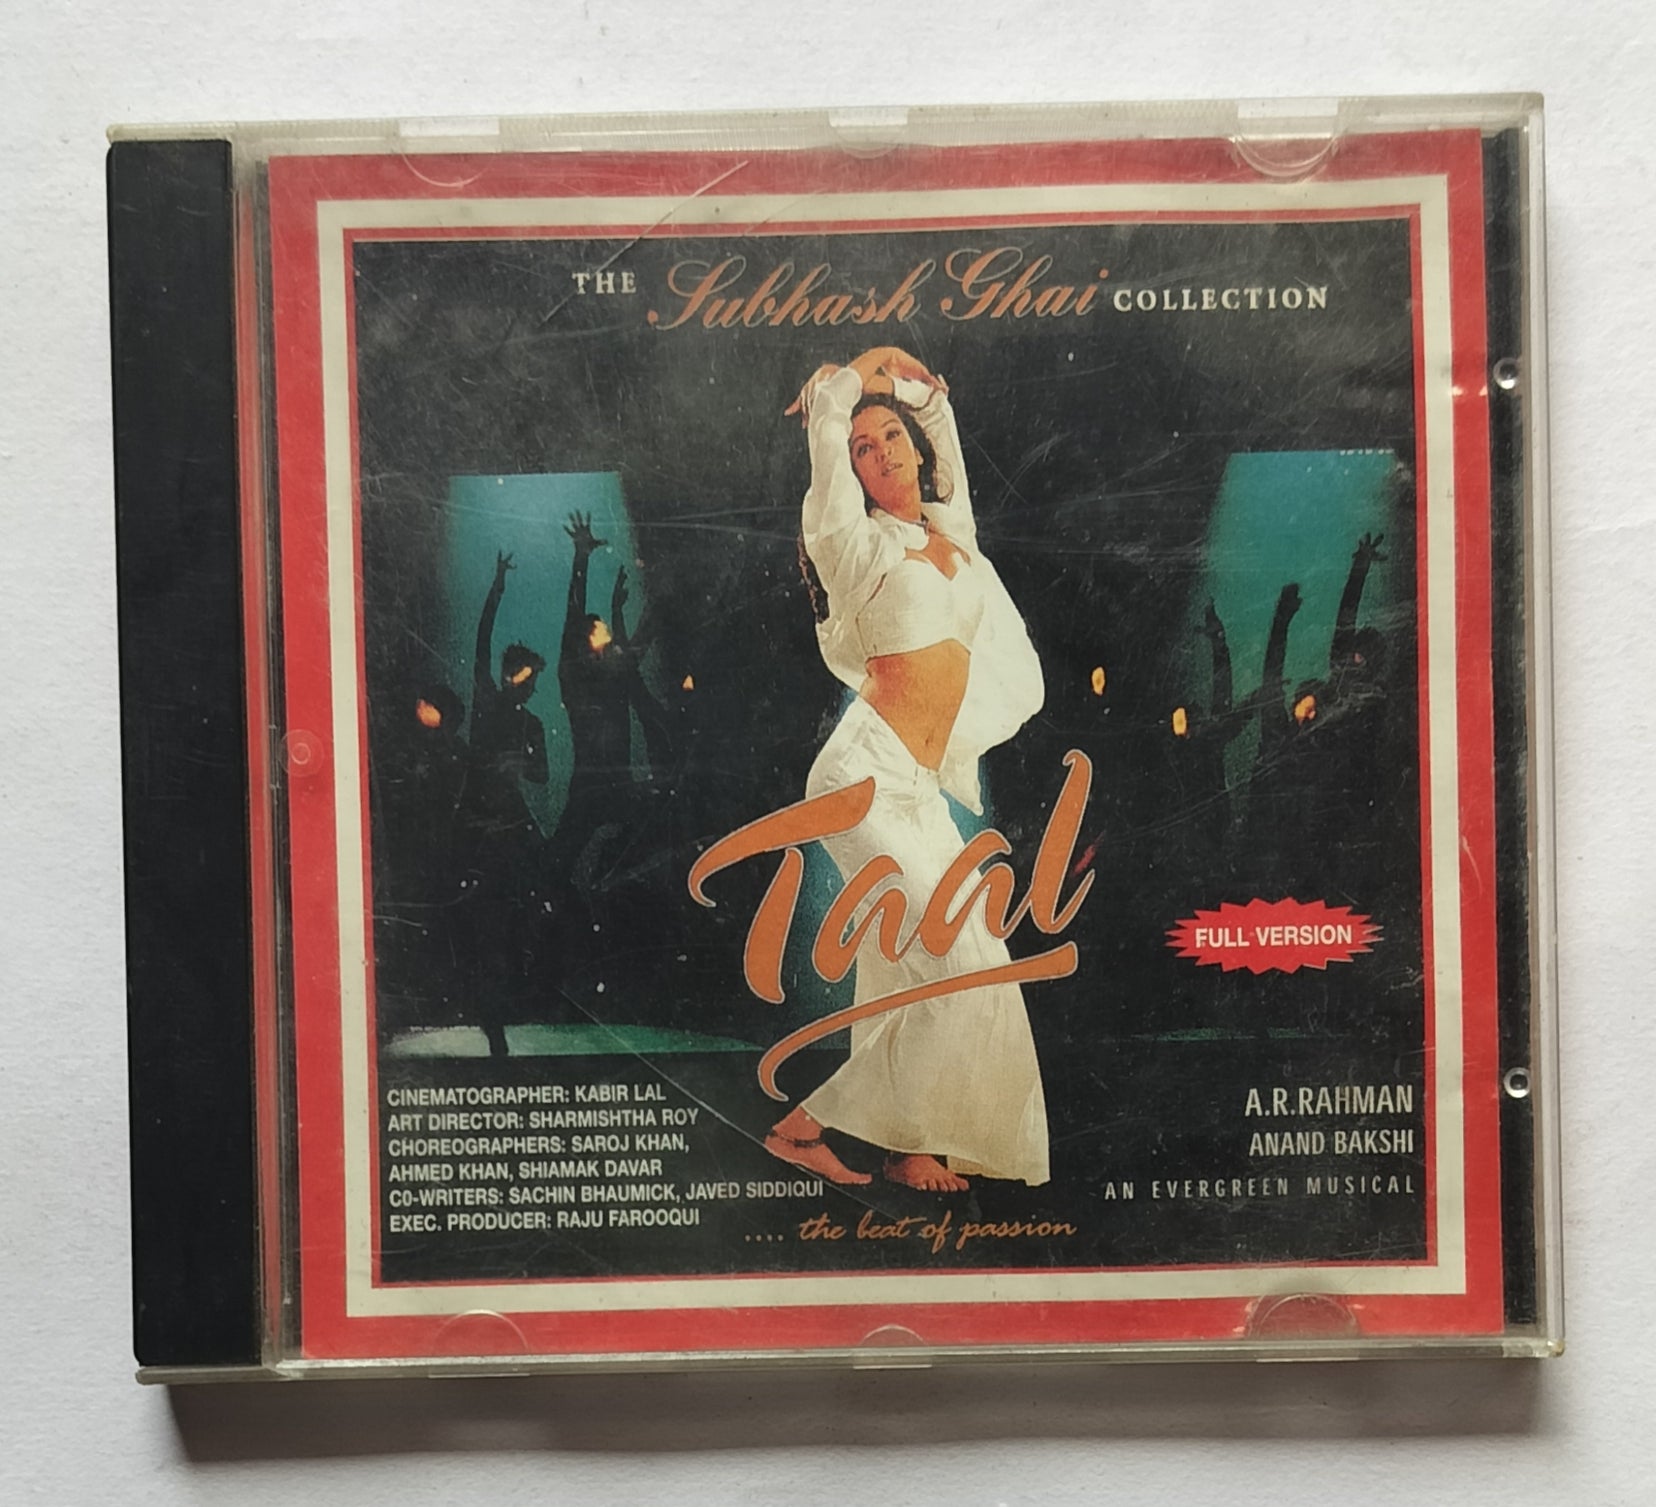 THE Subhash Ghai COLLECTION
Taal
FULL VERSION
CINEMATOGRAPHER: KABIR LAL
ART DIRECTOR: SHARMISHTHA ROY
CHOREOGRAPHERS: SAROJ KHAN,
AHMED KHAN, SHIAMAK DAVAR
CO-WRITERS: SACHIN BHAUMICK, JAVED SIDDIQUI
EXEC. PRODUCER: RAJU FAROOQUI
A.R.RAHMAN
ANAND BAKSHI
AN EVERGREEN MUSICAL
.... the beat of passion